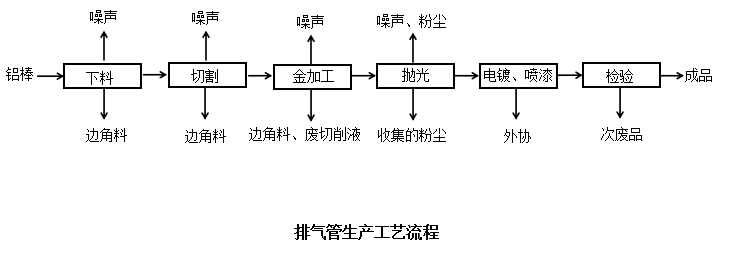 噪声
噪声
噪声
噪声、粉尘
铝棒
下料
切割
金加工
抛光
电镀、喷漆
检验
成品
边角料
边角料
边角料、废切削液
收集的粉尘
外协
次废品
排气管生产工艺流程